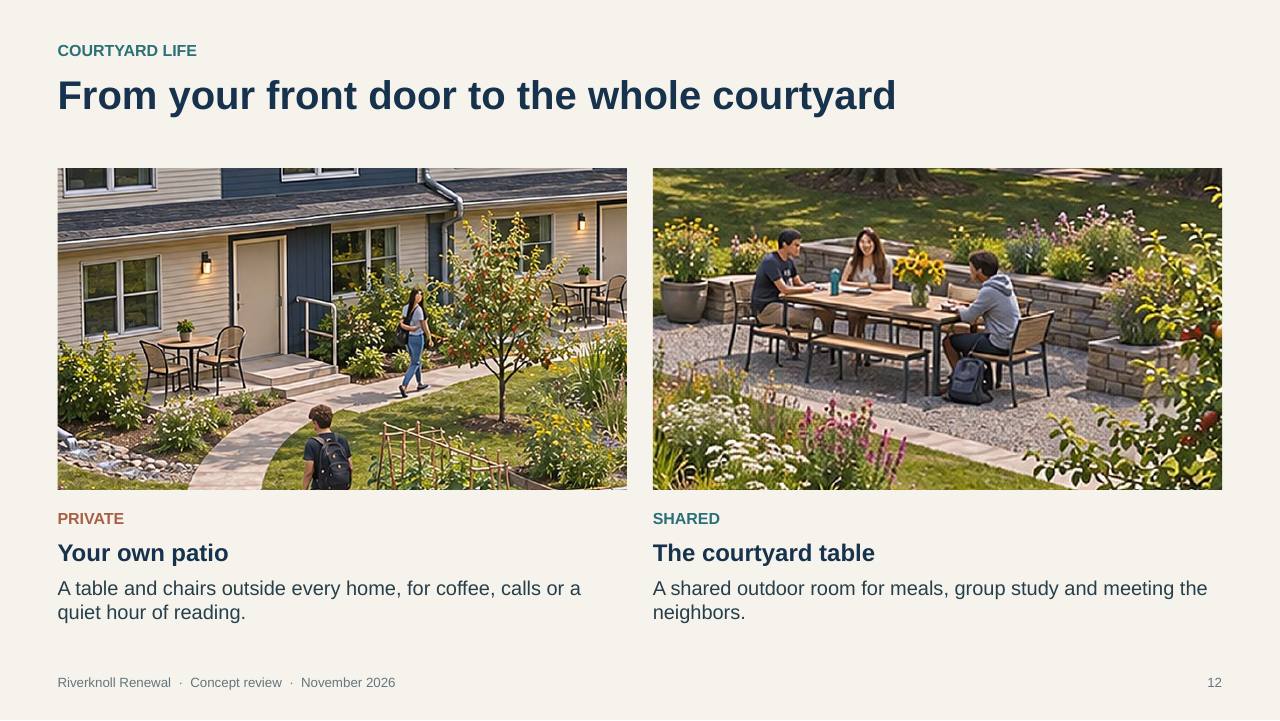 COURTYARD LIFE
From your front door to the whole courtyard
PRIVATE
Your own patio
A table and chairs outside every home, for coffee, calls or a
quiet hour of reading.
SHARED
The courtyard table
A shared outdoor room for meals, group study and meeting the
neighbors.
Riverknoll Renewal · Concept review · November 2026
12